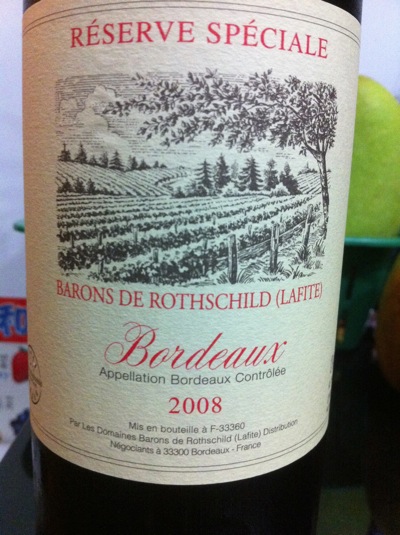 RÉSERVE SPÉCIALE
BARONS DE ROTHSCHILD (LAFITE)
Bordeaux
Appellation Bordeaux Contrôlée
2008
Mis en bouteille à F-33360
Par Les Domaines Barons de Rothschild (Lafite) Distribution
Négociants à 33300 Bordeaux - France
和